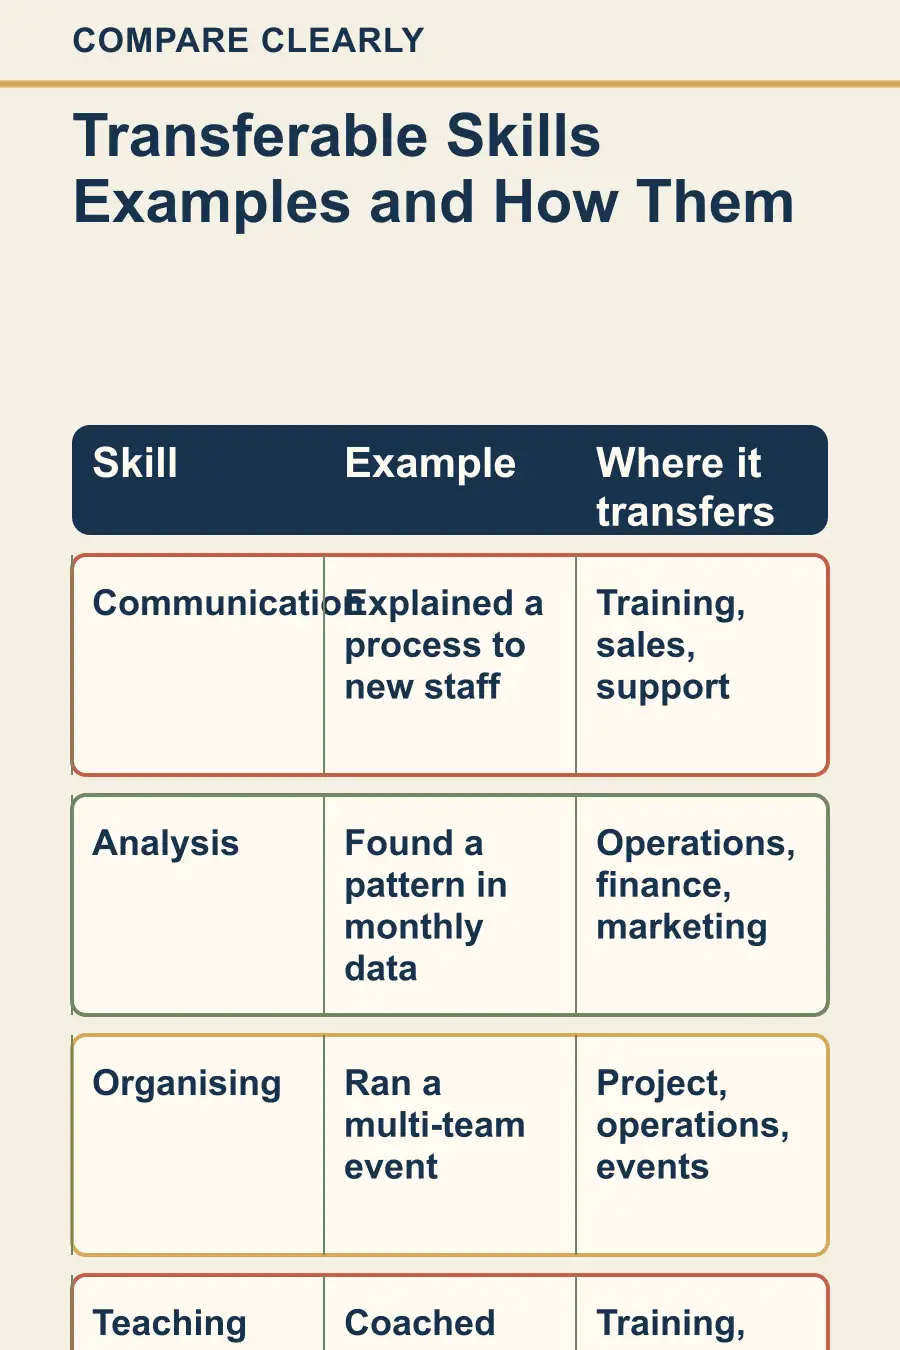 COMPARE CLEARLY
Transferable Skills
Examples and How Them
Skill
Example
Where it
transfers
Communication
Explained a
process to
new staff
Training,
sales,
support
Analysis
Found a
pattern in
monthly
data
Operations,
finance,
marketing
Organising
Ran a
multi-team
event
Project,
operations,
events
Teaching
Coached
Training,